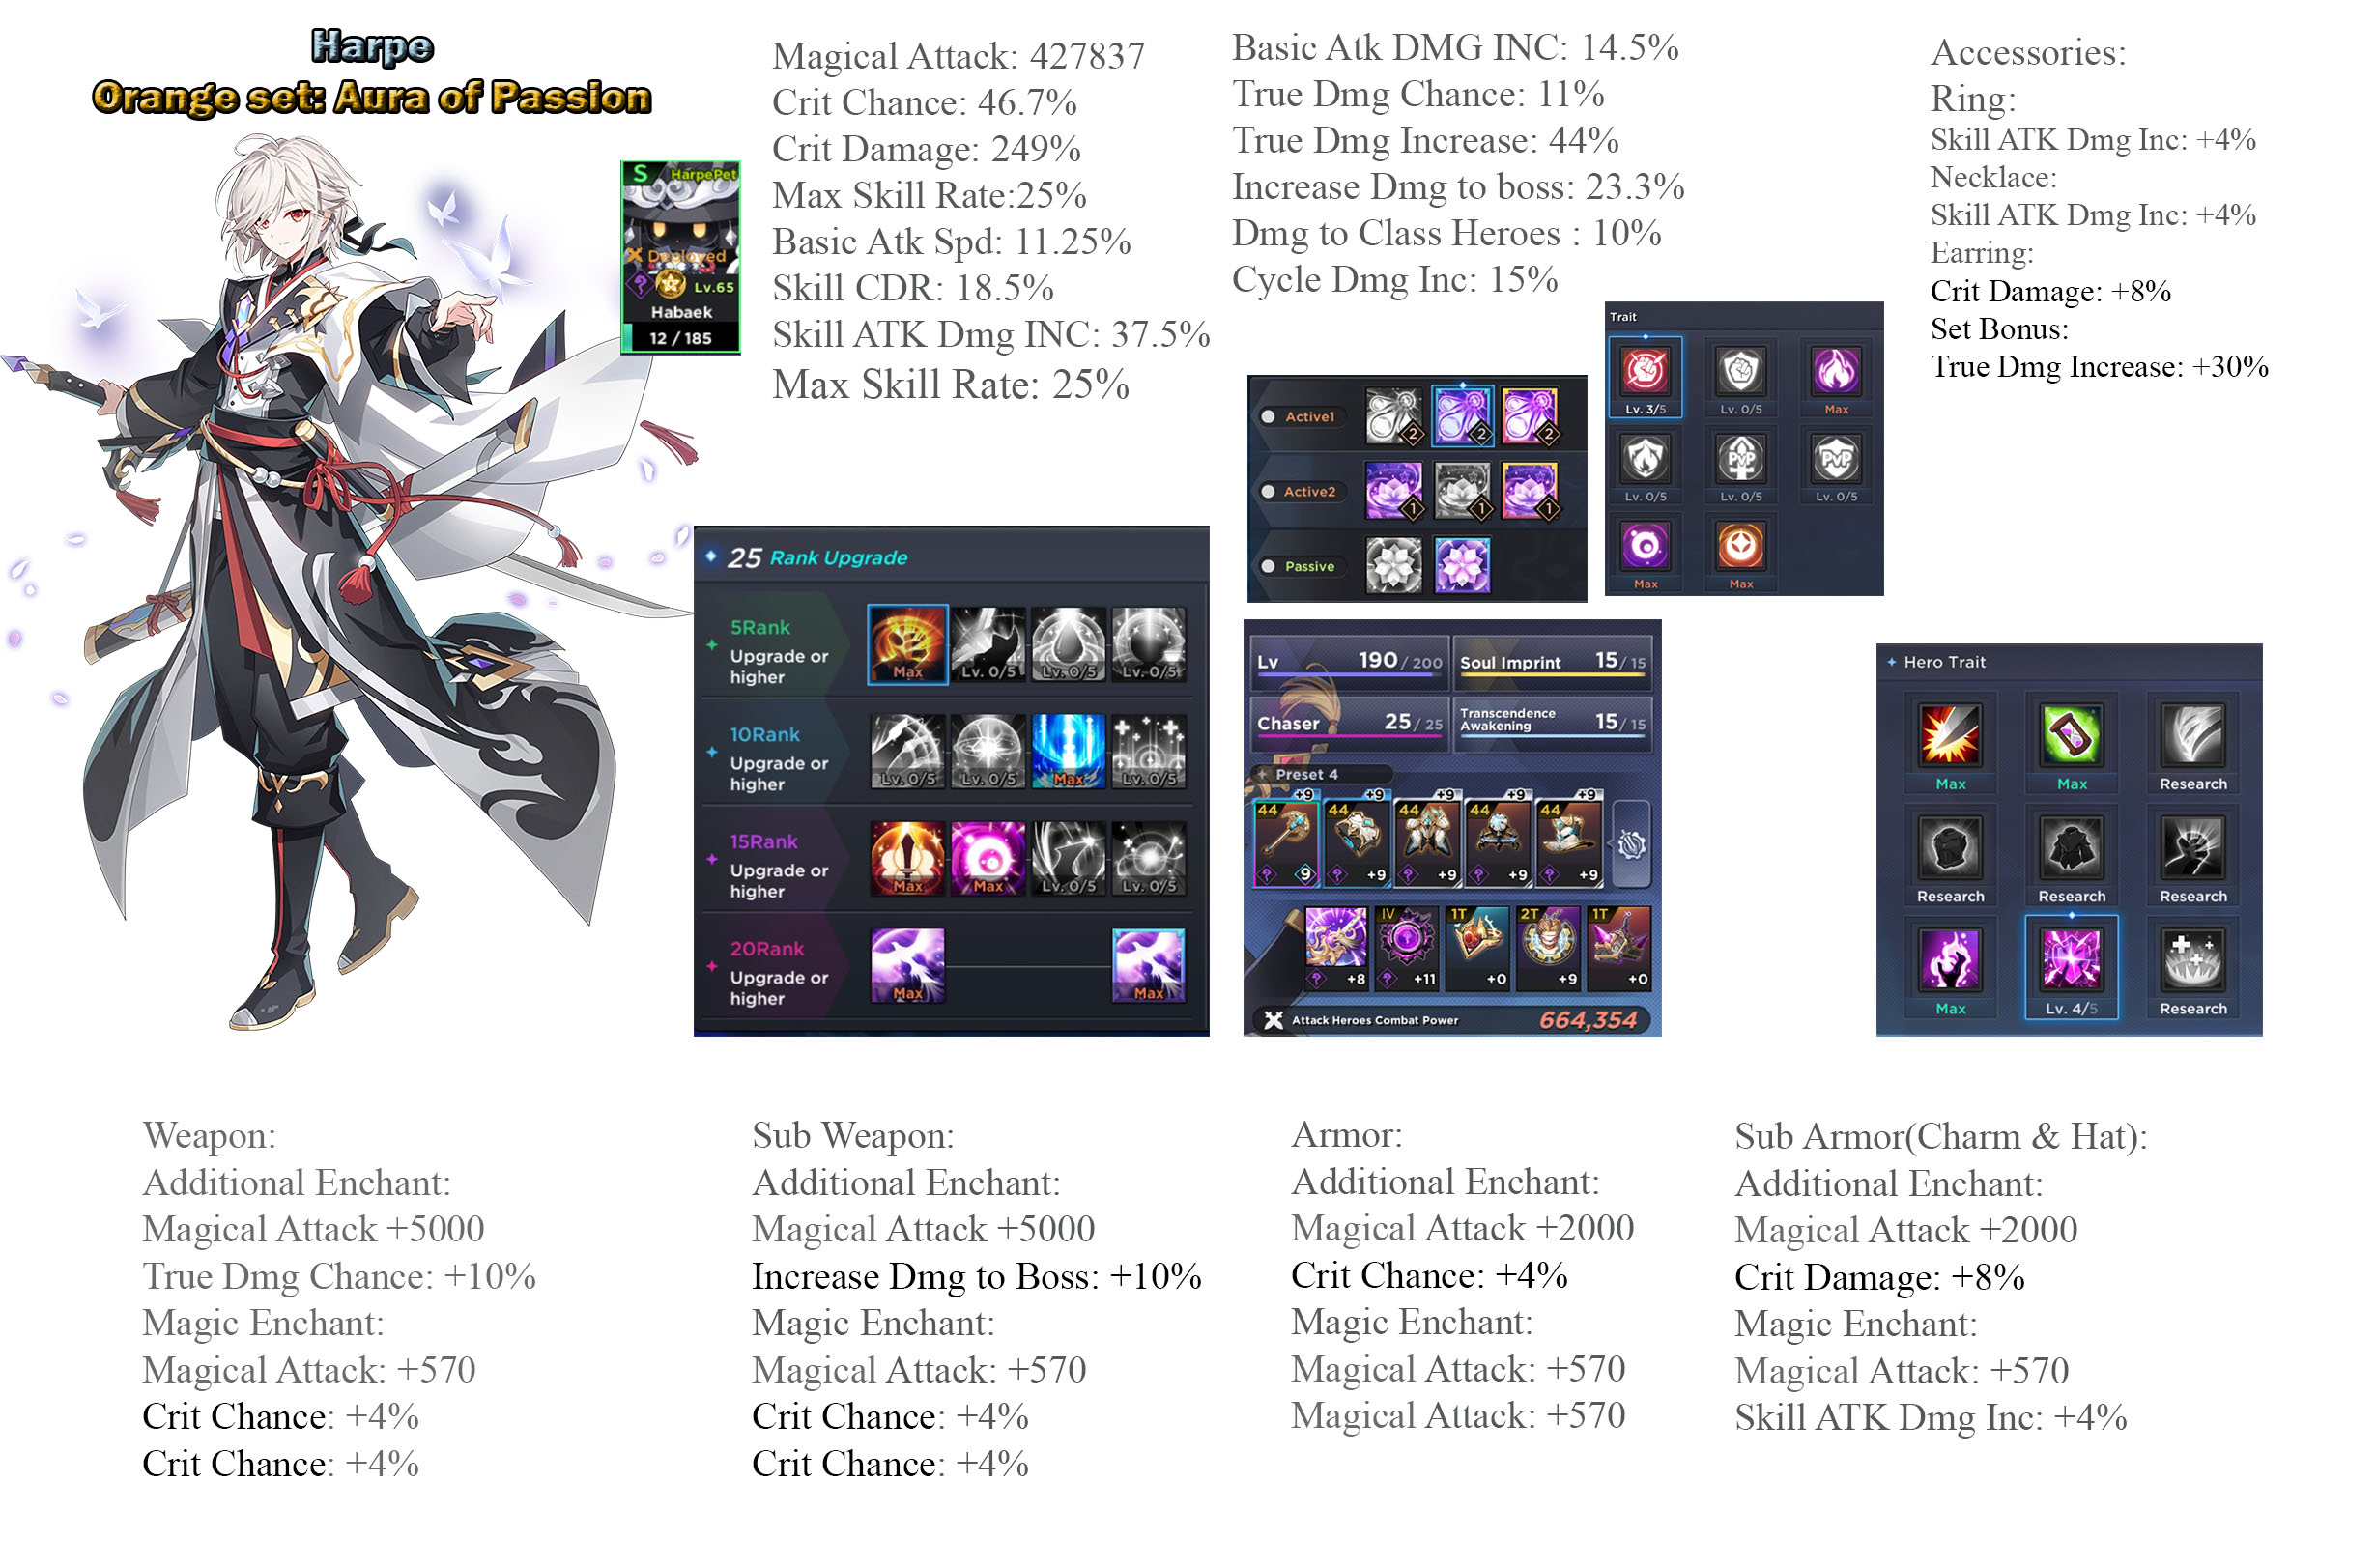 Harpe
Orange set: Aura of Passion
S HarpePet
Deployed
Lv.65
Habaek
12 / 185
Magical Attack: 427837
Crit Chance: 46.7%
Crit Damage: 249%
Max Skill Rate:25%
Basic Atk Spd: 11.25%
Skill CDR: 18.5%
Skill ATK Dmg INC: 37.5%
Max Skill Rate: 25%
Basic Atk DMG INC: 14.5%
True Dmg Chance: 11%
True Dmg Increase: 44%
Increase Dmg to boss: 23.3%
Dmg to Class Heroes : 10%
Cycle Dmg Inc: 15%
Accessories:
Ring:
Skill ATK Dmg Inc: +4%
Necklace:
Skill ATK Dmg Inc: +4%
Earring:
Crit Damage: +8%
Set Bonus:
True Dmg Increase: +30%
Active1 2 2 2
Active2 1 1 1
Passive
Trait
Lv. 3/5 Lv. 0/5 Max
Lv. 0/5 Lv. 0/5 PvP Lv. 0/5 PvP
Max Max
25 Rank Upgrade
5Rank
Upgrade or
higher
Max Lv. 0/5 Lv. 0/5 Lv. 0/5
10Rank
Upgrade or
higher
Lv. 0/5 Lv. 0/5 Max Lv. 0/5
15Rank
Upgrade or
higher
Max Max Lv. 0/5 Lv. 0/5
20Rank
Upgrade or
higher
Max Max
Lv 190 / 200 Soul Imprint 15 / 15
Chaser 25 / 25 Transcendence
Awakening 15 / 15
Preset 4
+9 +9 +9 +9 +9
44 44 44 44 44
9 +9 +9 +9 +9
IV 1T 2T 1T
+8 +11 +0 +9 +0
Attack Heroes Combat Power 664,354
Hero Trait
Max Max Research
Research Research Research
Max Lv. 4/5 Research
Weapon:
Additional Enchant:
Magical Attack +5000
True Dmg Chance: +10%
Magic Enchant:
Magical Attack: +570
Crit Chance: +4%
Crit Chance: +4%
Sub Weapon:
Additional Enchant:
Magical Attack +5000
Increase Dmg to Boss: +10%
Magic Enchant:
Magical Attack: +570
Crit Chance: +4%
Crit Chance: +4%
Armor:
Additional Enchant:
Magical Attack +2000
Crit Chance: +4%
Magic Enchant:
Magical Attack: +570
Magical Attack: +570
Sub Armor(Charm & Hat):
Additional Enchant:
Magical Attack +2000
Crit Damage: +8%
Magic Enchant:
Magical Attack: +570
Skill ATK Dmg Inc: +4%